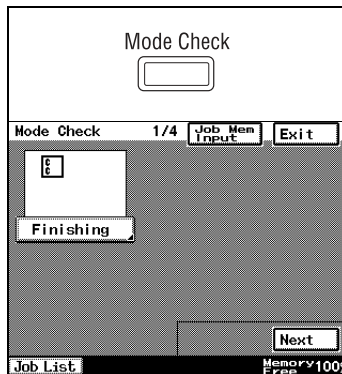 Mode Check
Mode Check 1/4 Job Mem Input Exit
C
C
Finishing
Next
Job List Memory Free 100%